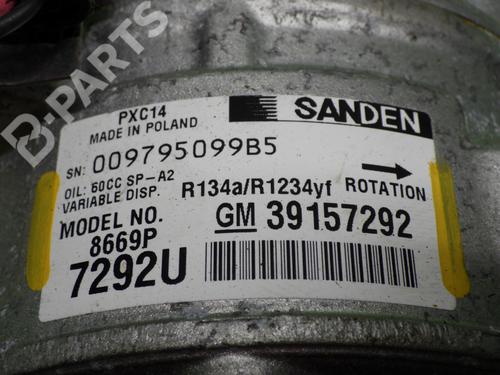 B-PARTS
PXC14
MADE IN POLAND
SANDEN
SN: 009795099B5
OIL: 60CC SP-A2
VARIABLE DISP.
R134a/R1234yf ROTATION
MODEL NO.
8669P
GM 39157292
7292U